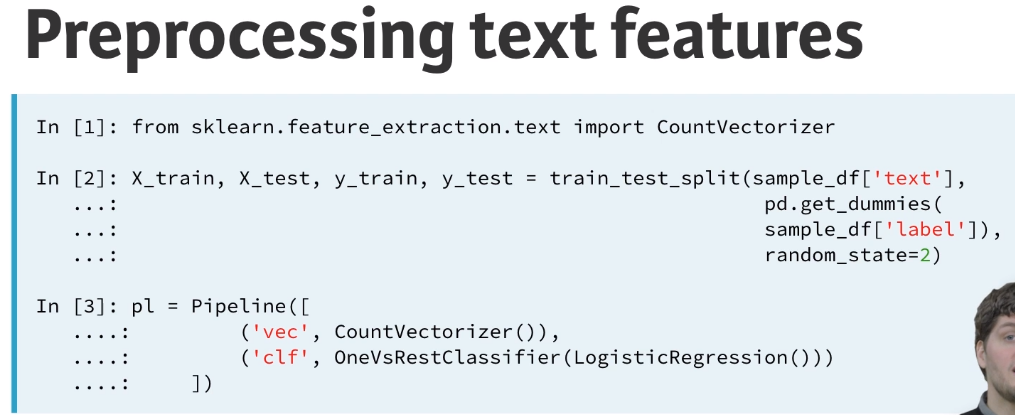 Preprocessing text features
In [1]: from sklearn.feature_extraction.text import CountVectorizer
In [2]: X_train, X_test, y_train, y_test = train_test_split(sample_df['text'],
...: pd.get_dummies(
...: sample_df['label']),
...: random_state=2)
In [3]: pl = Pipeline([
....: ('vec', CountVectorizer()),
....: ('clf', OneVsRestClassifier(LogisticRegression()))
....: ])